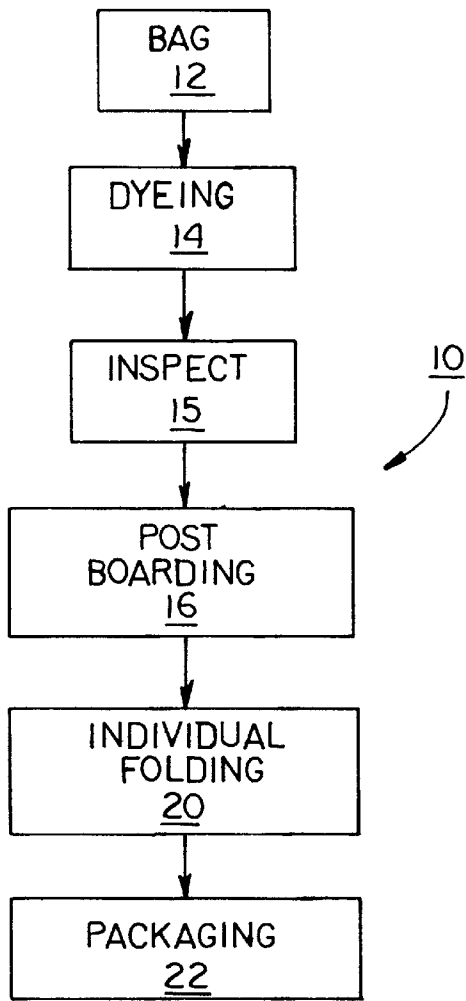 BAG
12
DYEING
14
INSPECT
15
10
POST
BOARDING
16
INDIVIDUAL
FOLDING
20
PACKAGING
22